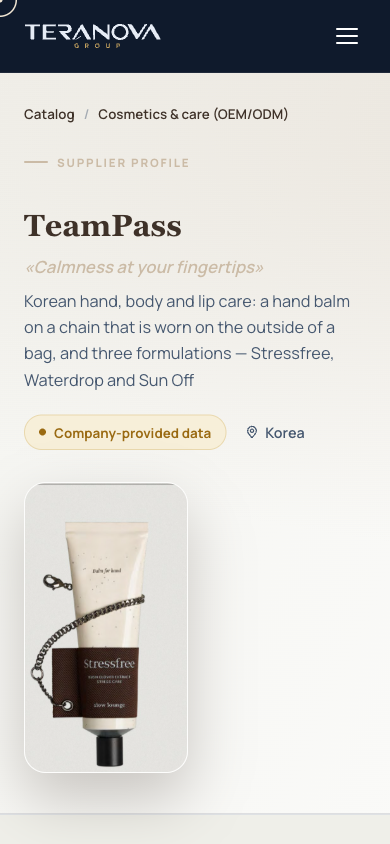 TERANOVA
GROUP
Catalog / Cosmetics & care (OEM/ODM)
SUPPLIER PROFILE
TeamPass
«Calmness at your fingertips»
Korean hand, body and lip care: a hand balm
on a chain that is worn on the outside of a
bag, and three formulations — Stressfree,
Waterdrop and Sun Off
Company-provided data
Korea
Balm for hand
Stressfree
slow lounge